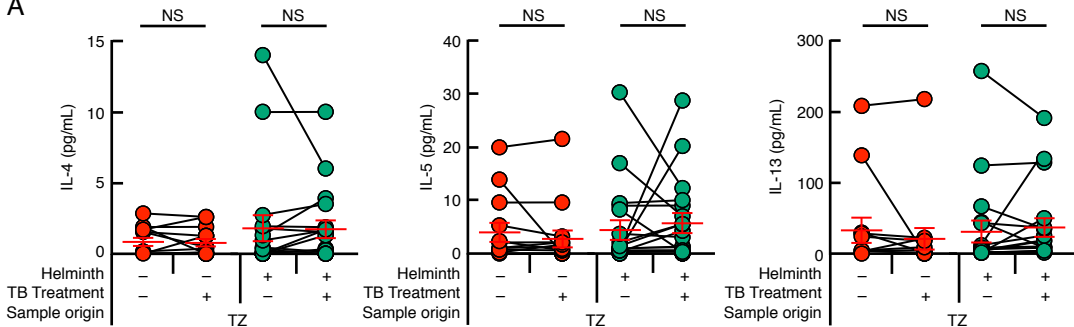 A
NS NS NS NS NS NS
15 40 300
10 30 200
5 20 100
0 10 0
0
IL-4 (pg/mL) IL-5 (pg/mL) IL-13 (pg/mL)
Helminth – – + + Helminth – – + + Helminth – – + +
TB Treatment – + – + TB Treatment – + – + TB Treatment – + – +
Sample origin TZ Sample origin TZ Sample origin TZ